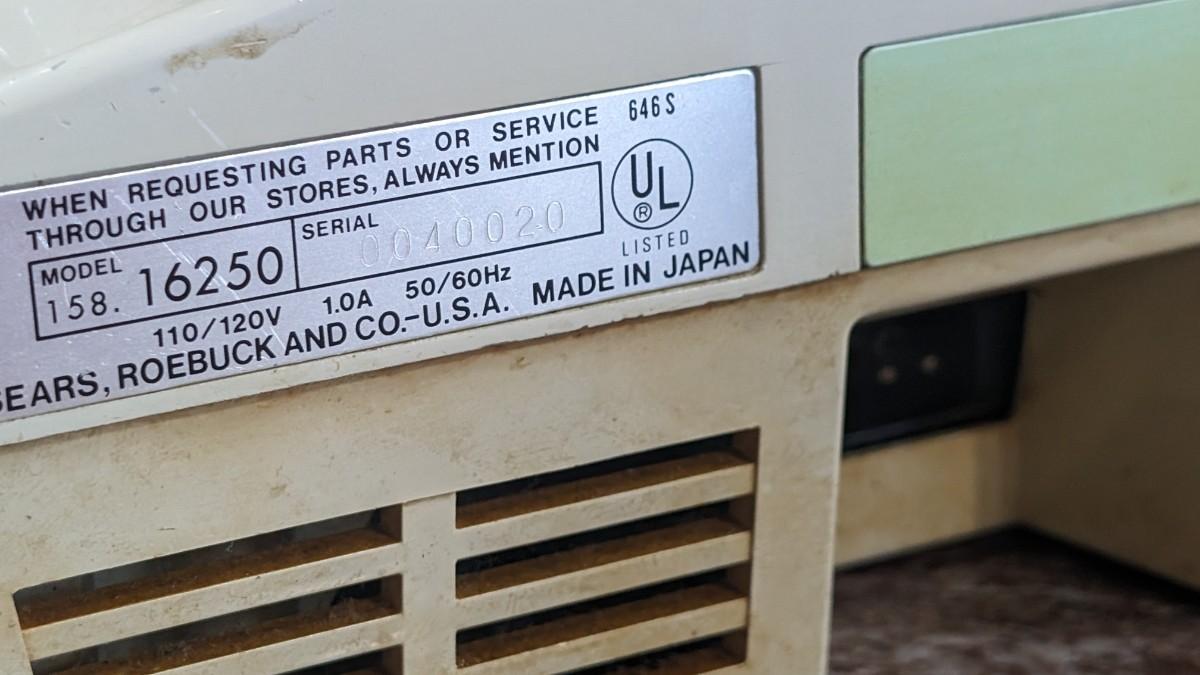 WHEN REQUESTING PARTS OR SERVICE 646 S
THROUGH OUR STORES, ALWAYS MENTION
MODEL 158. 16250
SERIAL 0040020
UL ®
LISTED
110/120V 1.0A 50/60Hz
SEARS, ROEBUCK AND CO.-U.S.A. MADE IN JAPAN